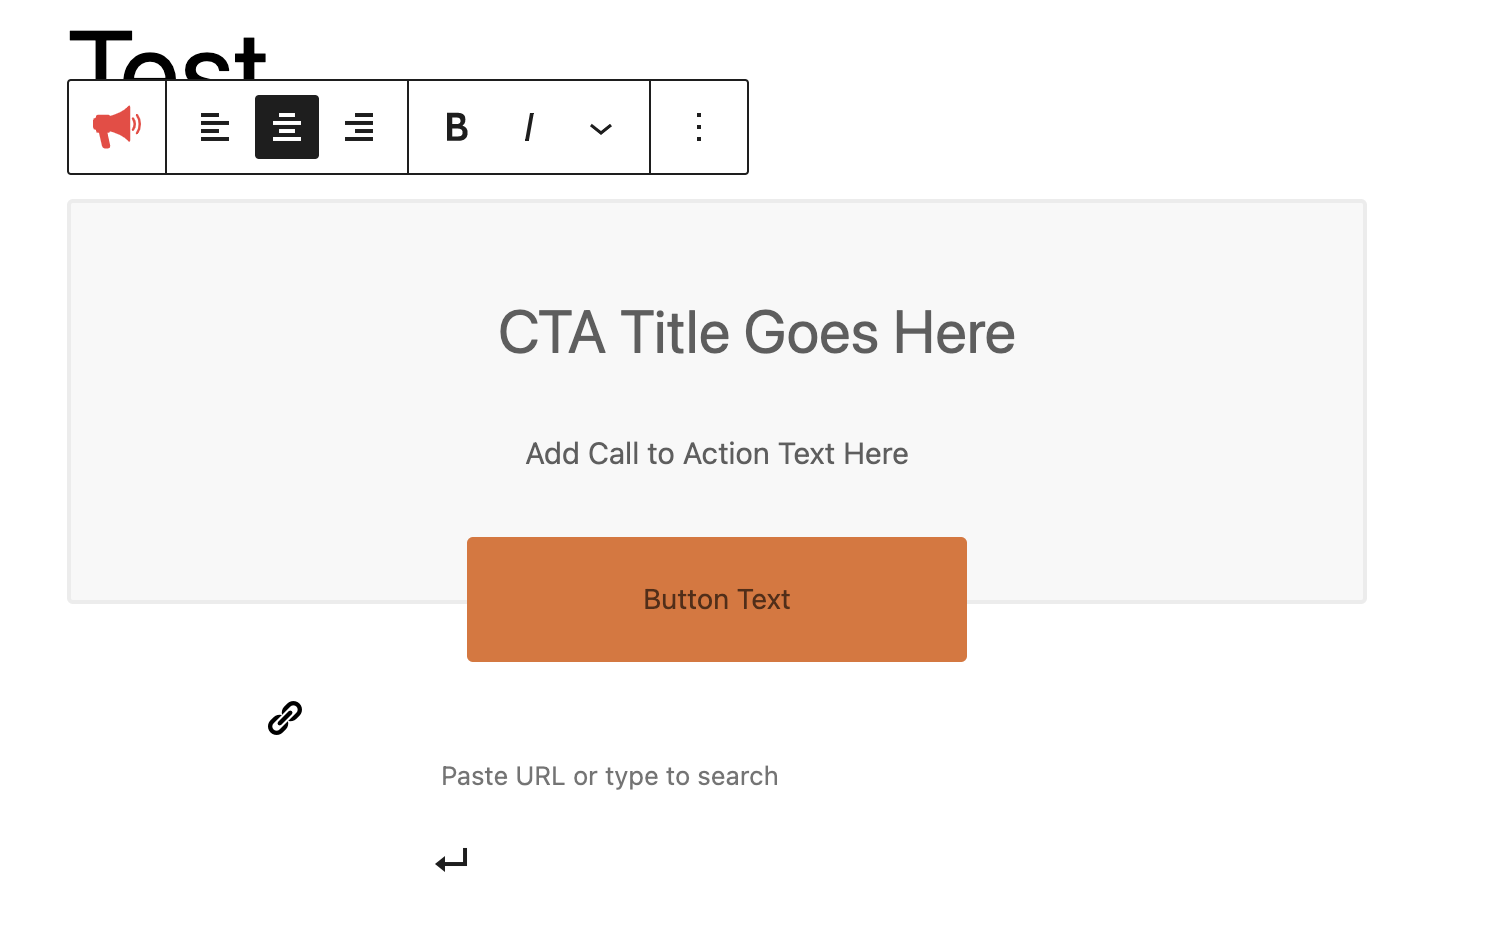 Test
B I
CTA Title Goes Here
Add Call to Action Text Here
Button Text
Paste URL or type to search